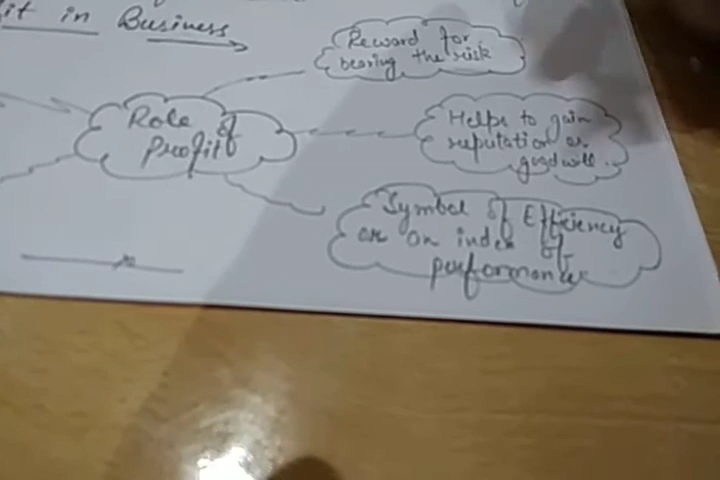 it in Business
Reward for
bearing the risk
Role of
Profit
Helps to gain
reputation or
goodwill..
Symbol of Efficiency
or an index of
performance